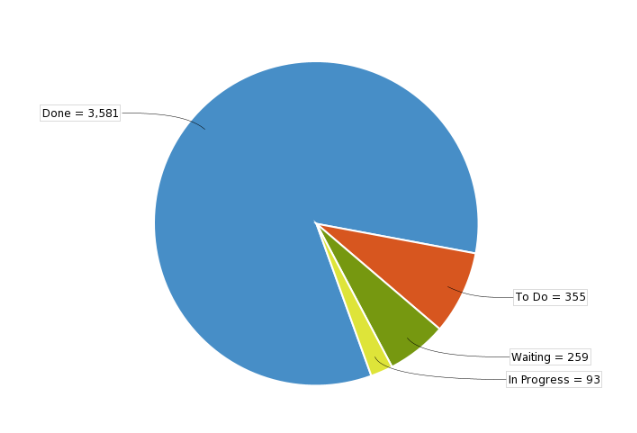 Done = 3,581
To Do = 355
Waiting = 259
In Progress = 93